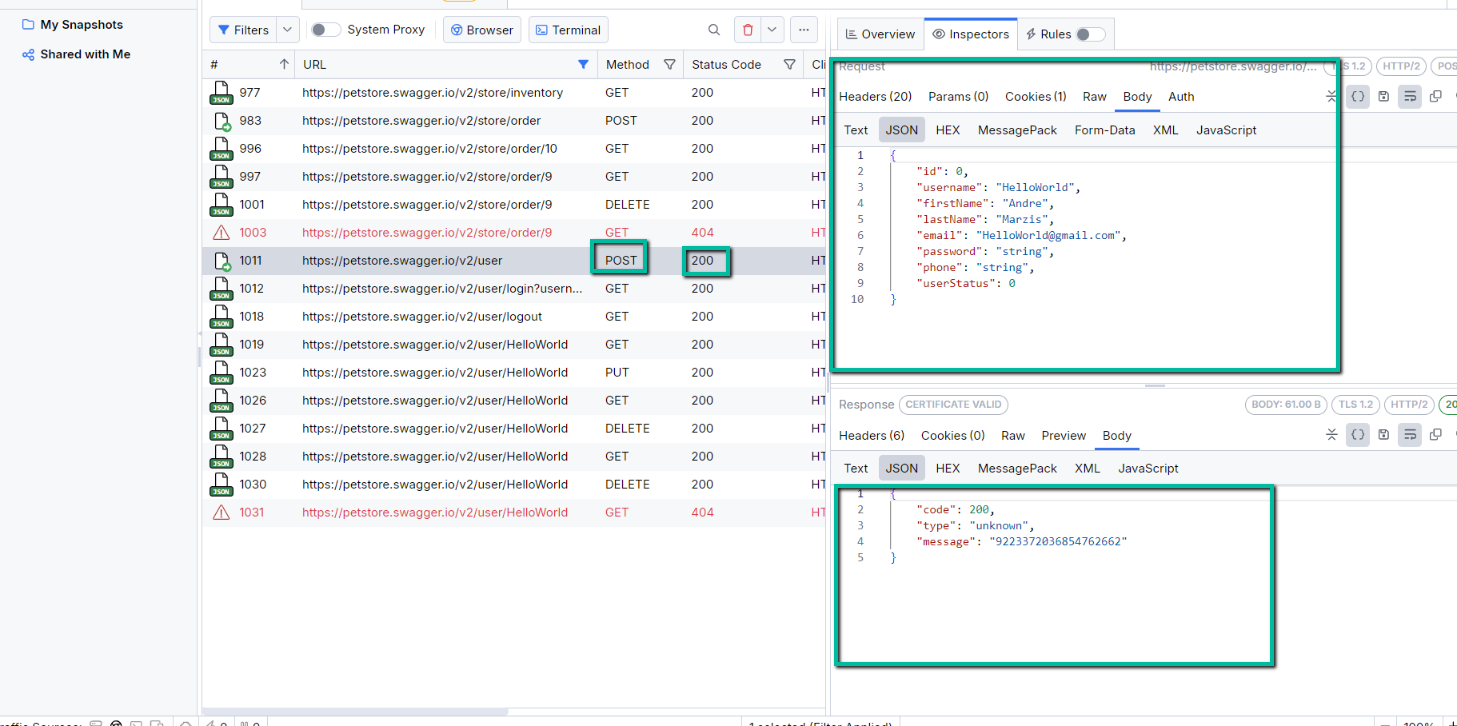 My Snapshots
Shared with Me
Filters System Proxy Browser Terminal ...
# URL Method Status Code Cli
JSON 977 https://petstore.swagger.io/v2/store/inventory GET 200 HT
983 https://petstore.swagger.io/v2/store/order POST 200 HT
JSON 996 https://petstore.swagger.io/v2/store/order/10 GET 200 HT
JSON 997 https://petstore.swagger.io/v2/store/order/9 GET 200 HT
JSON 1001 https://petstore.swagger.io/v2/store/order/9 DELETE 200 HT
1003 https://petstore.swagger.io/v2/store/order/9 GET 404 HT
1011 https://petstore.swagger.io/v2/user POST 200 HT
JSON 1012 https://petstore.swagger.io/v2/user/login?usern... GET 200 HT
JSON 1018 https://petstore.swagger.io/v2/user/logout GET 200 HT
JSON 1019 https://petstore.swagger.io/v2/user/HelloWorld GET 200 HT
JSON 1023 https://petstore.swagger.io/v2/user/HelloWorld PUT 200 HT
JSON 1026 https://petstore.swagger.io/v2/user/HelloWorld GET 200 HT
JSON 1027 https://petstore.swagger.io/v2/user/HelloWorld DELETE 200 HT
JSON 1028 https://petstore.swagger.io/v2/user/HelloWorld GET 200 HT
JSON 1030 https://petstore.swagger.io/v2/user/HelloWorld DELETE 200 HT
1031 https://petstore.swagger.io/v2/user/HelloWorld GET 404 HT
1 selected (Filter Applied)
Overview Inspectors Rules
Request https://petstore.swagger.io/... TLS 1.2 HTTP/2 POS
Headers (20) Params (0) Cookies (1) Raw Body Auth
Text JSON HEX MessagePack Form-Data XML JavaScript
1 {
2 "id": 0,
3 "username": "HelloWorld",
4 "firstName": "Andre",
5 "lastName": "Marzis",
6 "email": "HelloWorld@gmail.com",
7 "password": "string",
8 "phone": "string",
9 "userStatus": 0
10 }
Response CERTIFICATE VALID BODY: 61.00 B TLS 1.2 HTTP/2 20
Headers (6) Cookies (0) Raw Preview Body
Text JSON HEX MessagePack XML JavaScript
1 {
2 "code": 200,
3 "type": "unknown",
4 "message": "9223372036854762662"
5 }
100%